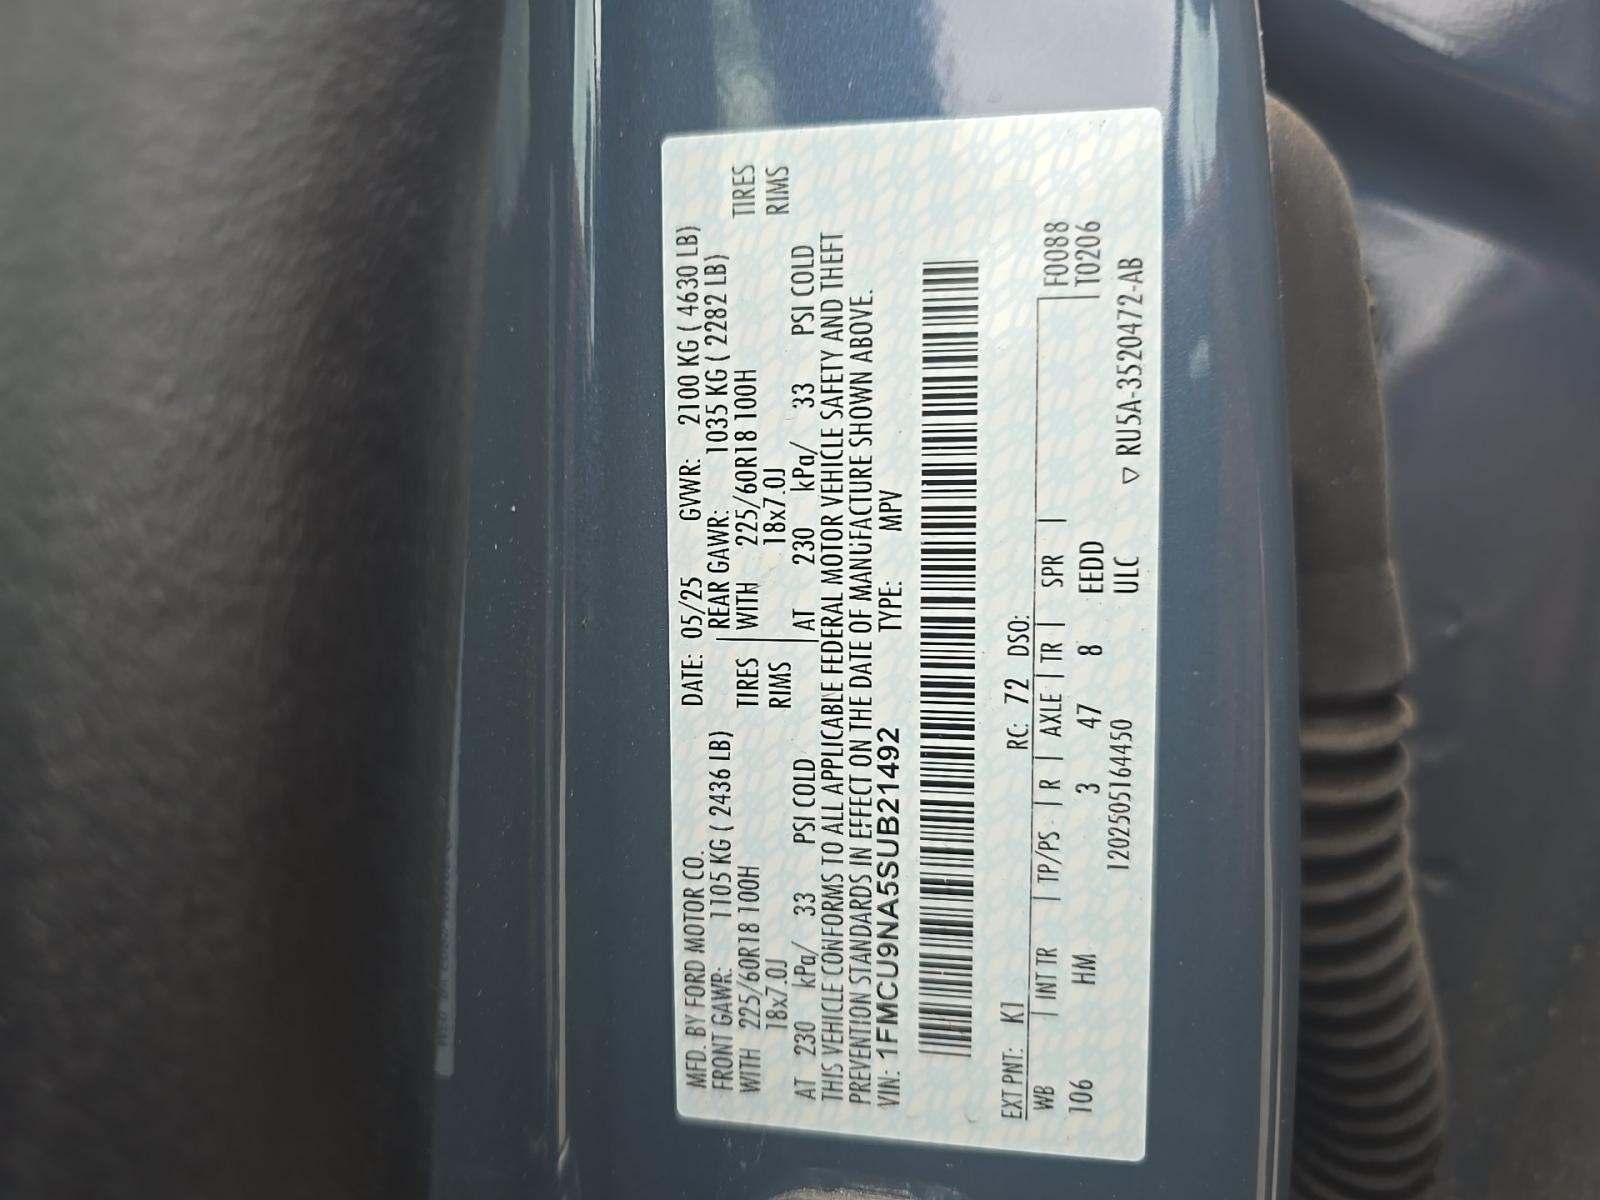 MFD. BY FORD MOTOR CO. DATE: 05/25 GVWR: 2100 KG ( 4630 LB)
FRONT GAWR: 1105 KG ( 2436 LB) REAR GAWR: 1035 KG ( 2282 LB)
WITH 225/60R18 100H TIRES WITH 225/60R18 100H TIRES
18x7.0J RIMS 18x7.0J RIMS
AT 230 kPa/ 33 PSI COLD AT 230 kPa/ 33 PSI COLD
THIS VEHICLE CONFORMS TO ALL APPLICABLE FEDERAL MOTOR VEHICLE SAFETY AND THEFT
PREVENTION STANDARDS IN EFFECT ON THE DATE OF MANUFACTURE SHOWN ABOVE.
VIN: 1FMCU9NA5SUB21492 TYPE: MPV
EXT PNT: K1 RC: 72 DSO:
WB | INT TR | TP/PS | R | AXLE | TR | SPR | F0088
106 HM 3 47 8 EEDD T0206
1202505164450 ULC ▽ RU5A-3520472-AB